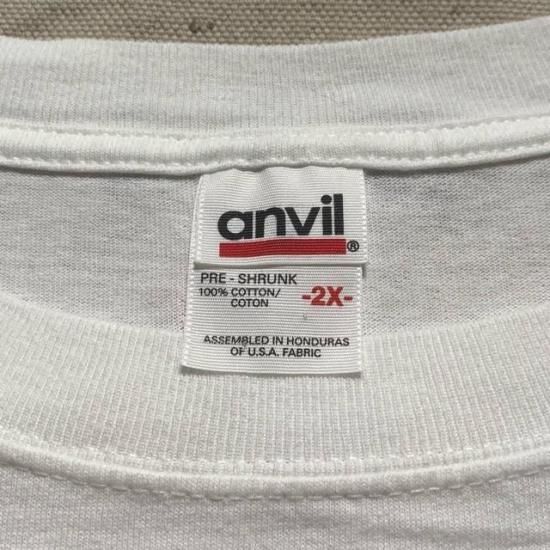 anvil®
PRE - SHRUNK
100% COTTON/
COTON
-2X-
ASSEMBLED IN HONDURAS
OF U.S.A. FABRIC